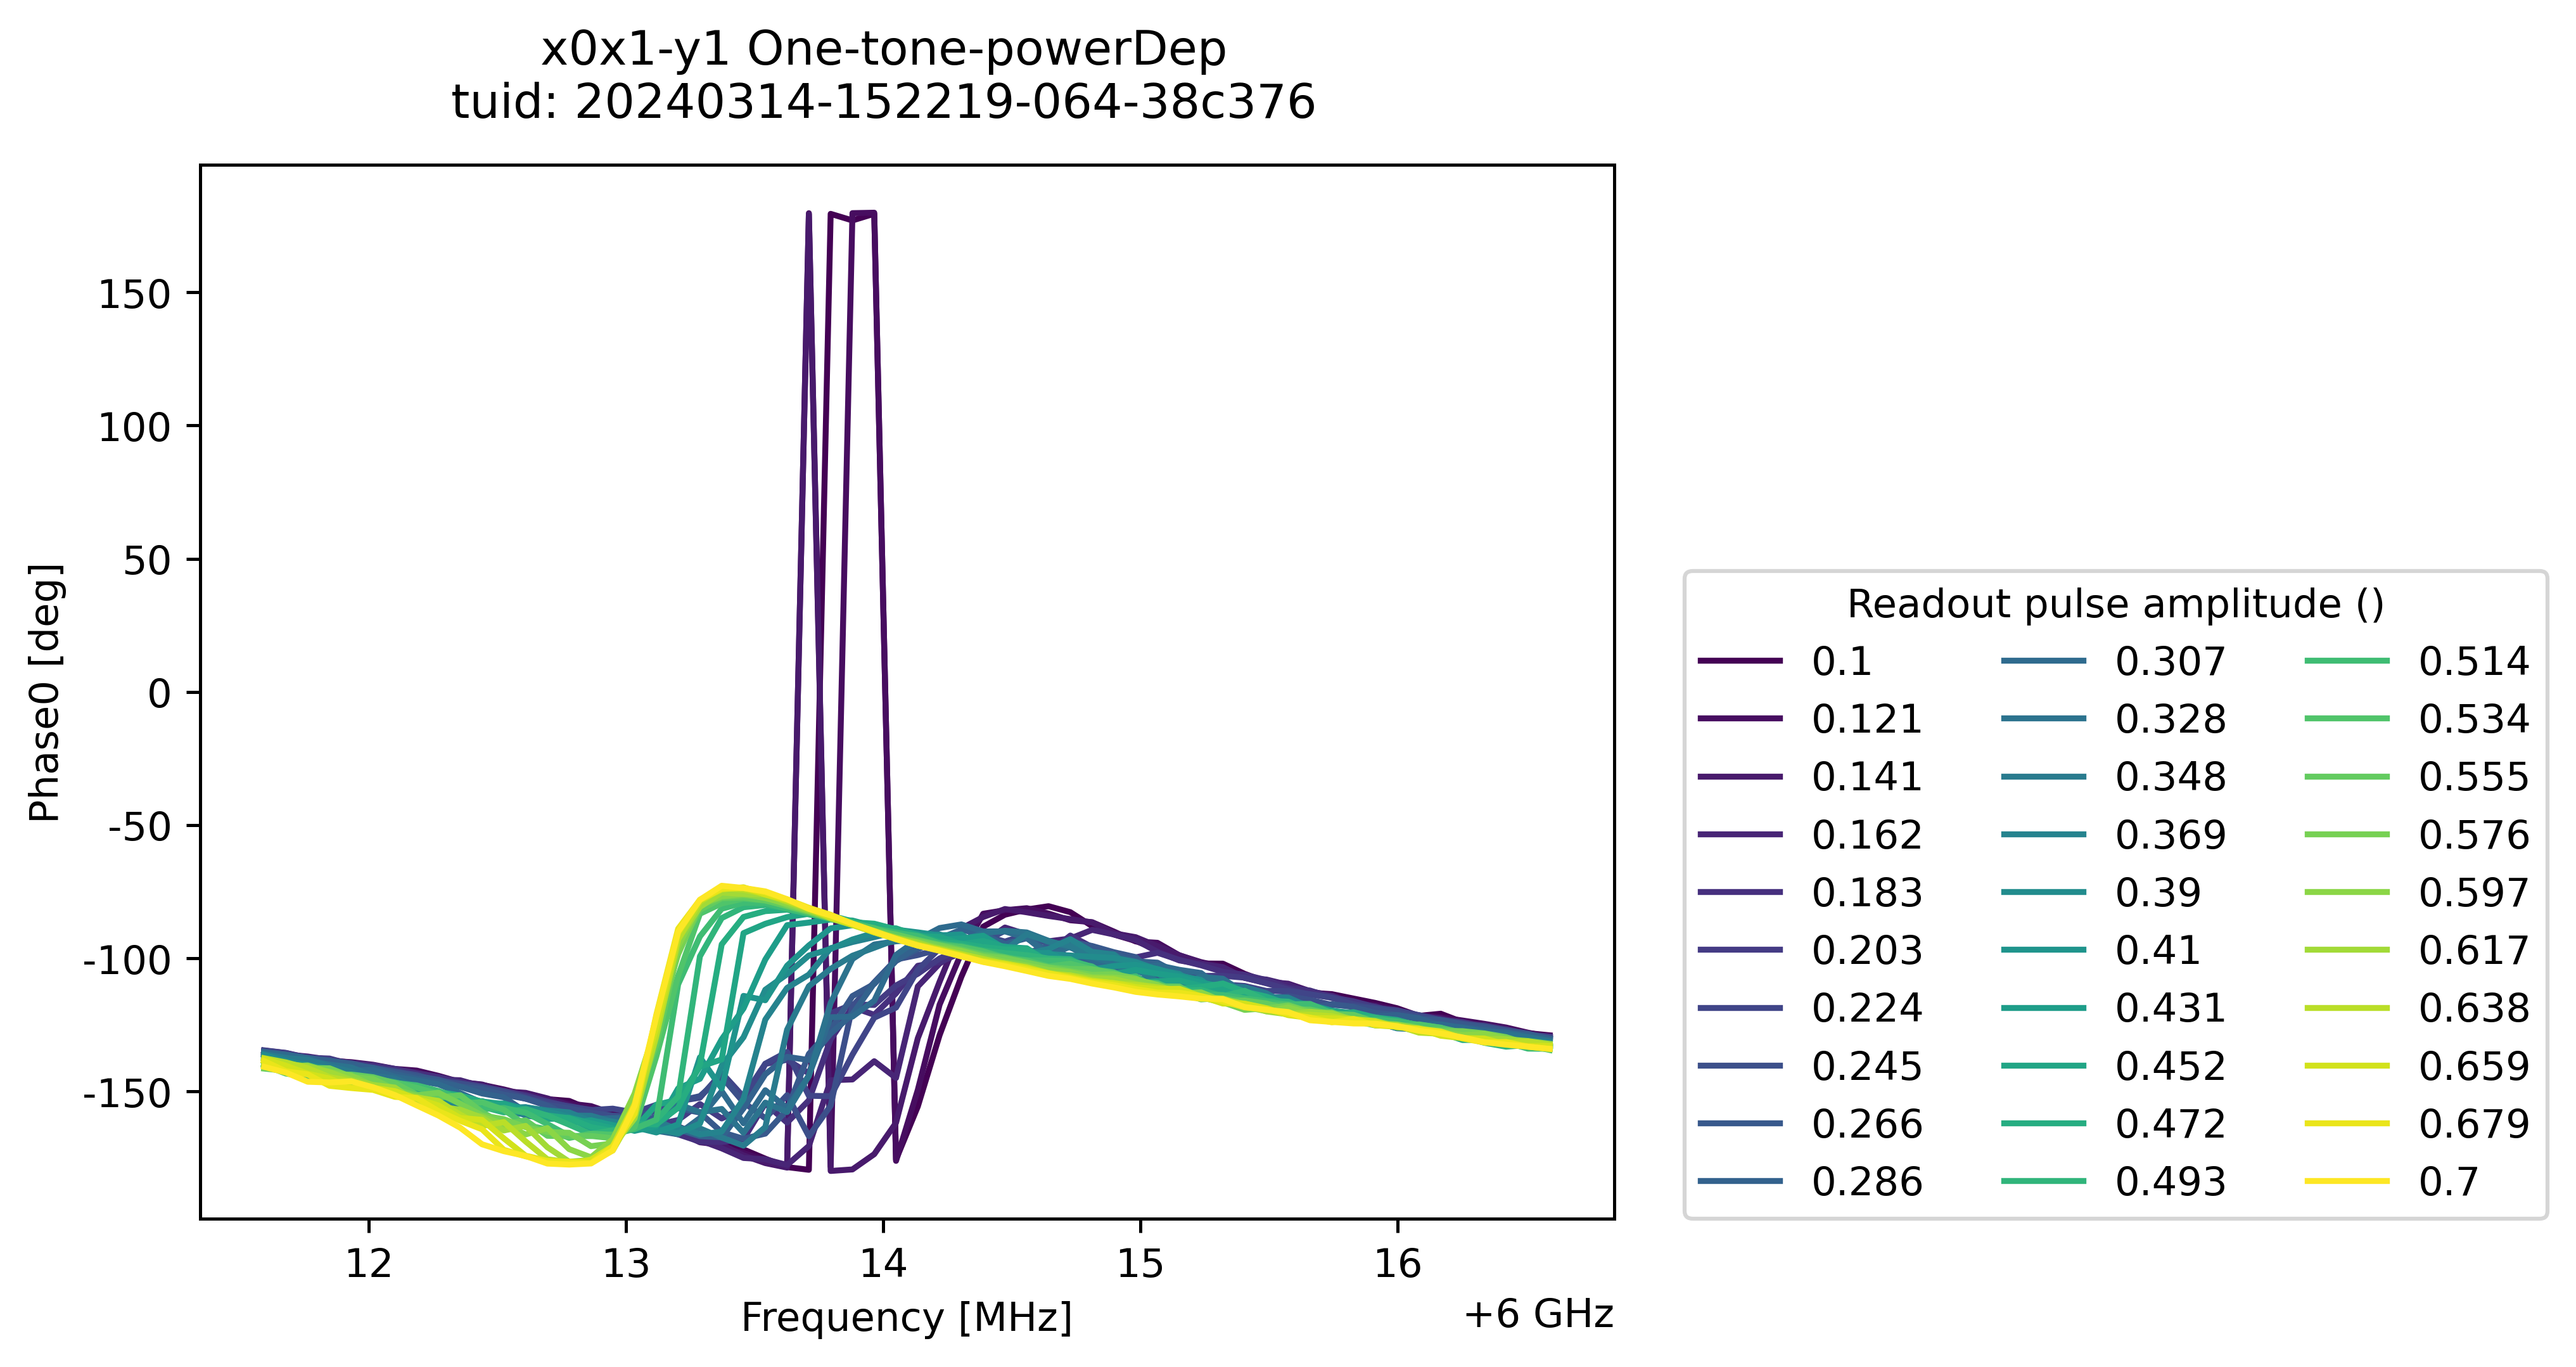 x0x1-y1 One-tone-powerDep
tuid: 20240314-152219-064-38c376
Phase0 [deg]
150
100
50
0
-50
-100
-150
12 13 14 15 16
Frequency [MHz]
+6 GHz
Readout pulse amplitude ()
0.1 0.307 0.514
0.121 0.328 0.534
0.141 0.348 0.555
0.162 0.369 0.576
0.183 0.39 0.597
0.203 0.41 0.617
0.224 0.431 0.638
0.245 0.452 0.659
0.266 0.472 0.679
0.286 0.493 0.7